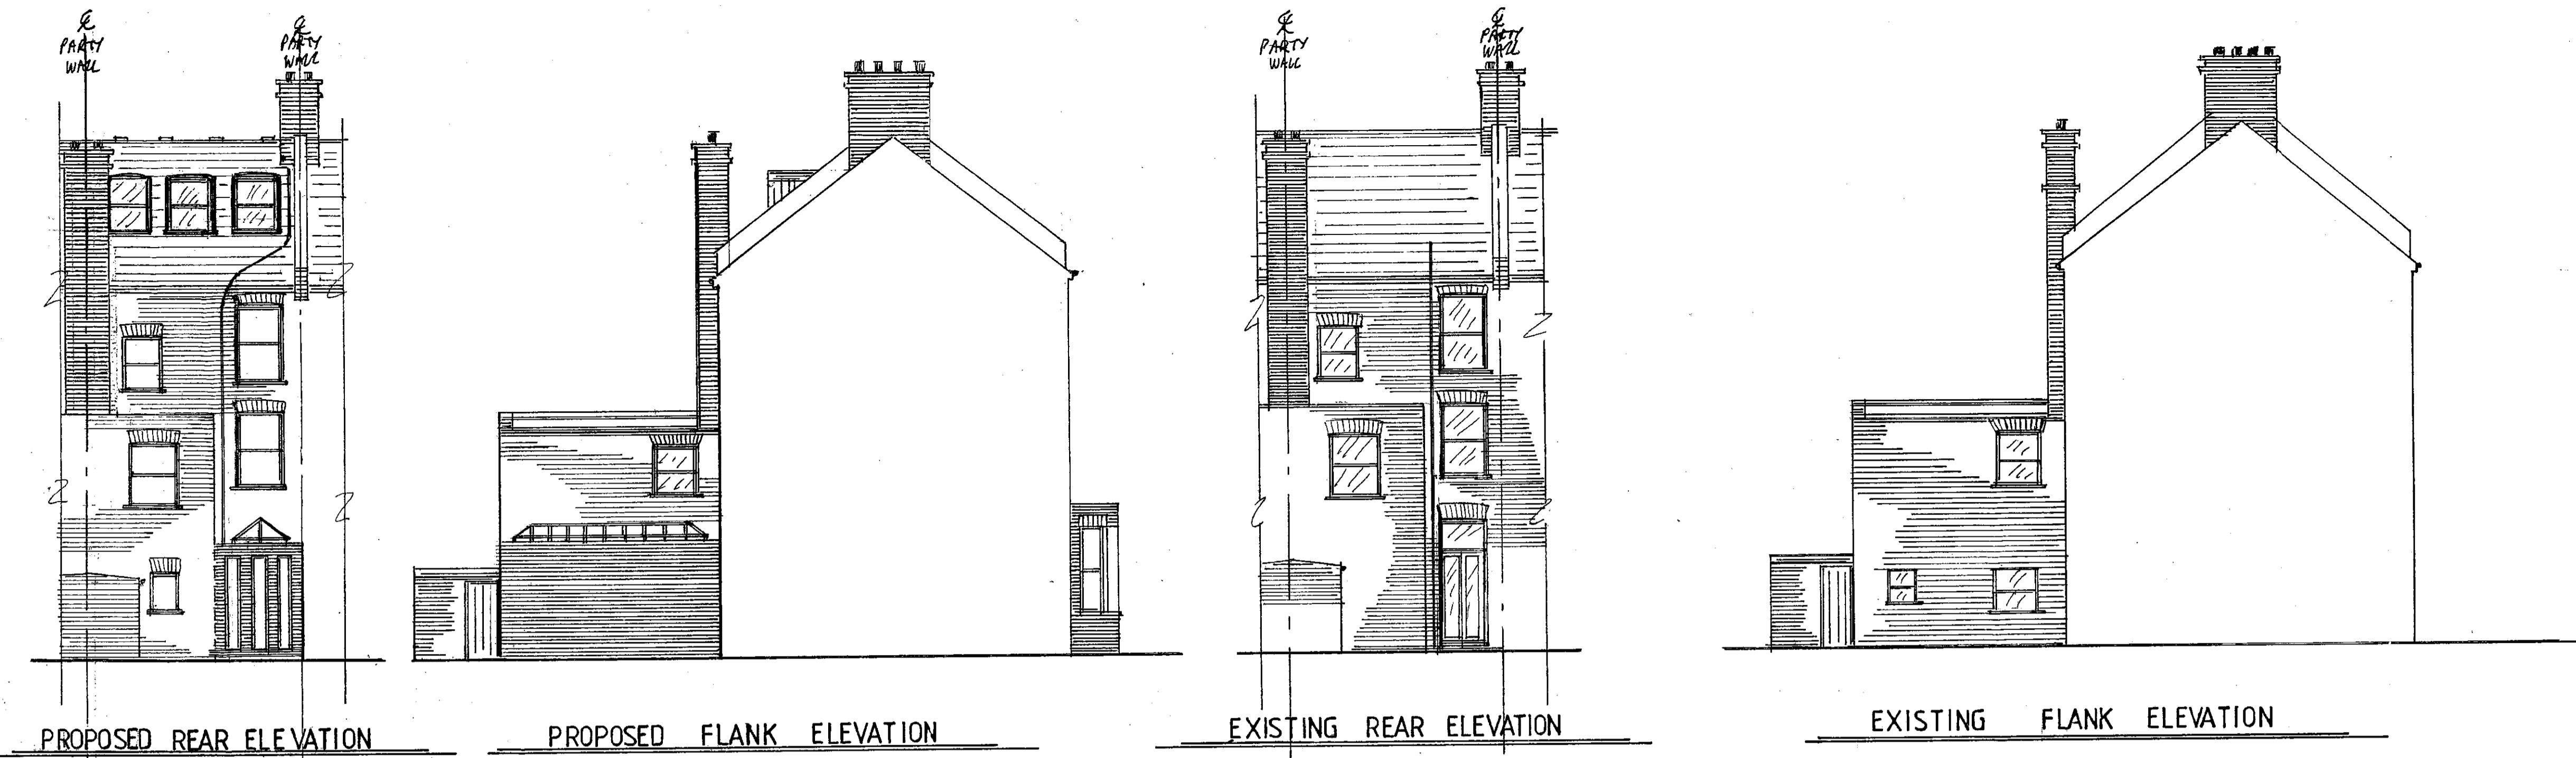 ℄
PARTY
WALL
℄
PARTY
WALL
℄
PARTY
WALL
℄
PARTY
WALL
PROPOSED REAR ELEVATION
PROPOSED FLANK ELEVATION
EXISTING REAR ELEVATION
EXISTING FLANK ELEVATION